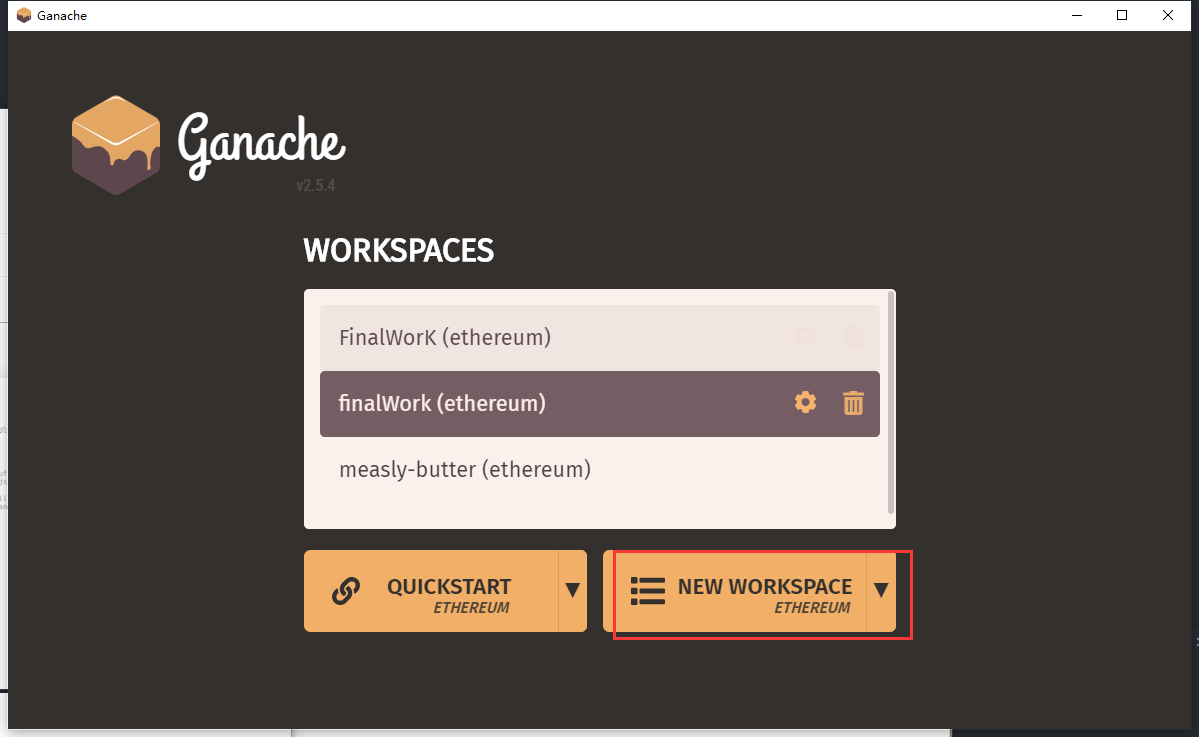 Ganache
Ganache
v2.5.4
WORKSPACES
FinalWorK (ethereum)
finalWork (ethereum)
measly-butter (ethereum)
QUICKSTART
ETHEREUM
NEW WORKSPACE
ETHEREUM